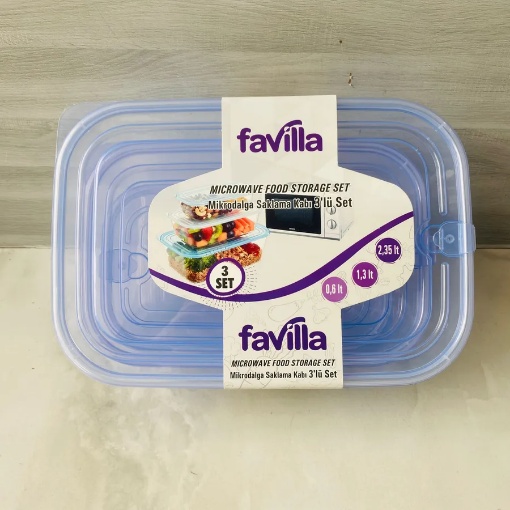 favilla
MICROWAVE FOOD STORAGE SET
Mikrodalga Saklama Kabı 3'lü Set
2,35 lt
1,3 lt
0,6 lt
3
SET
favilla
MICROWAVE FOOD STORAGE SET
Mikrodalga Saklama Kabı 3'lü Set